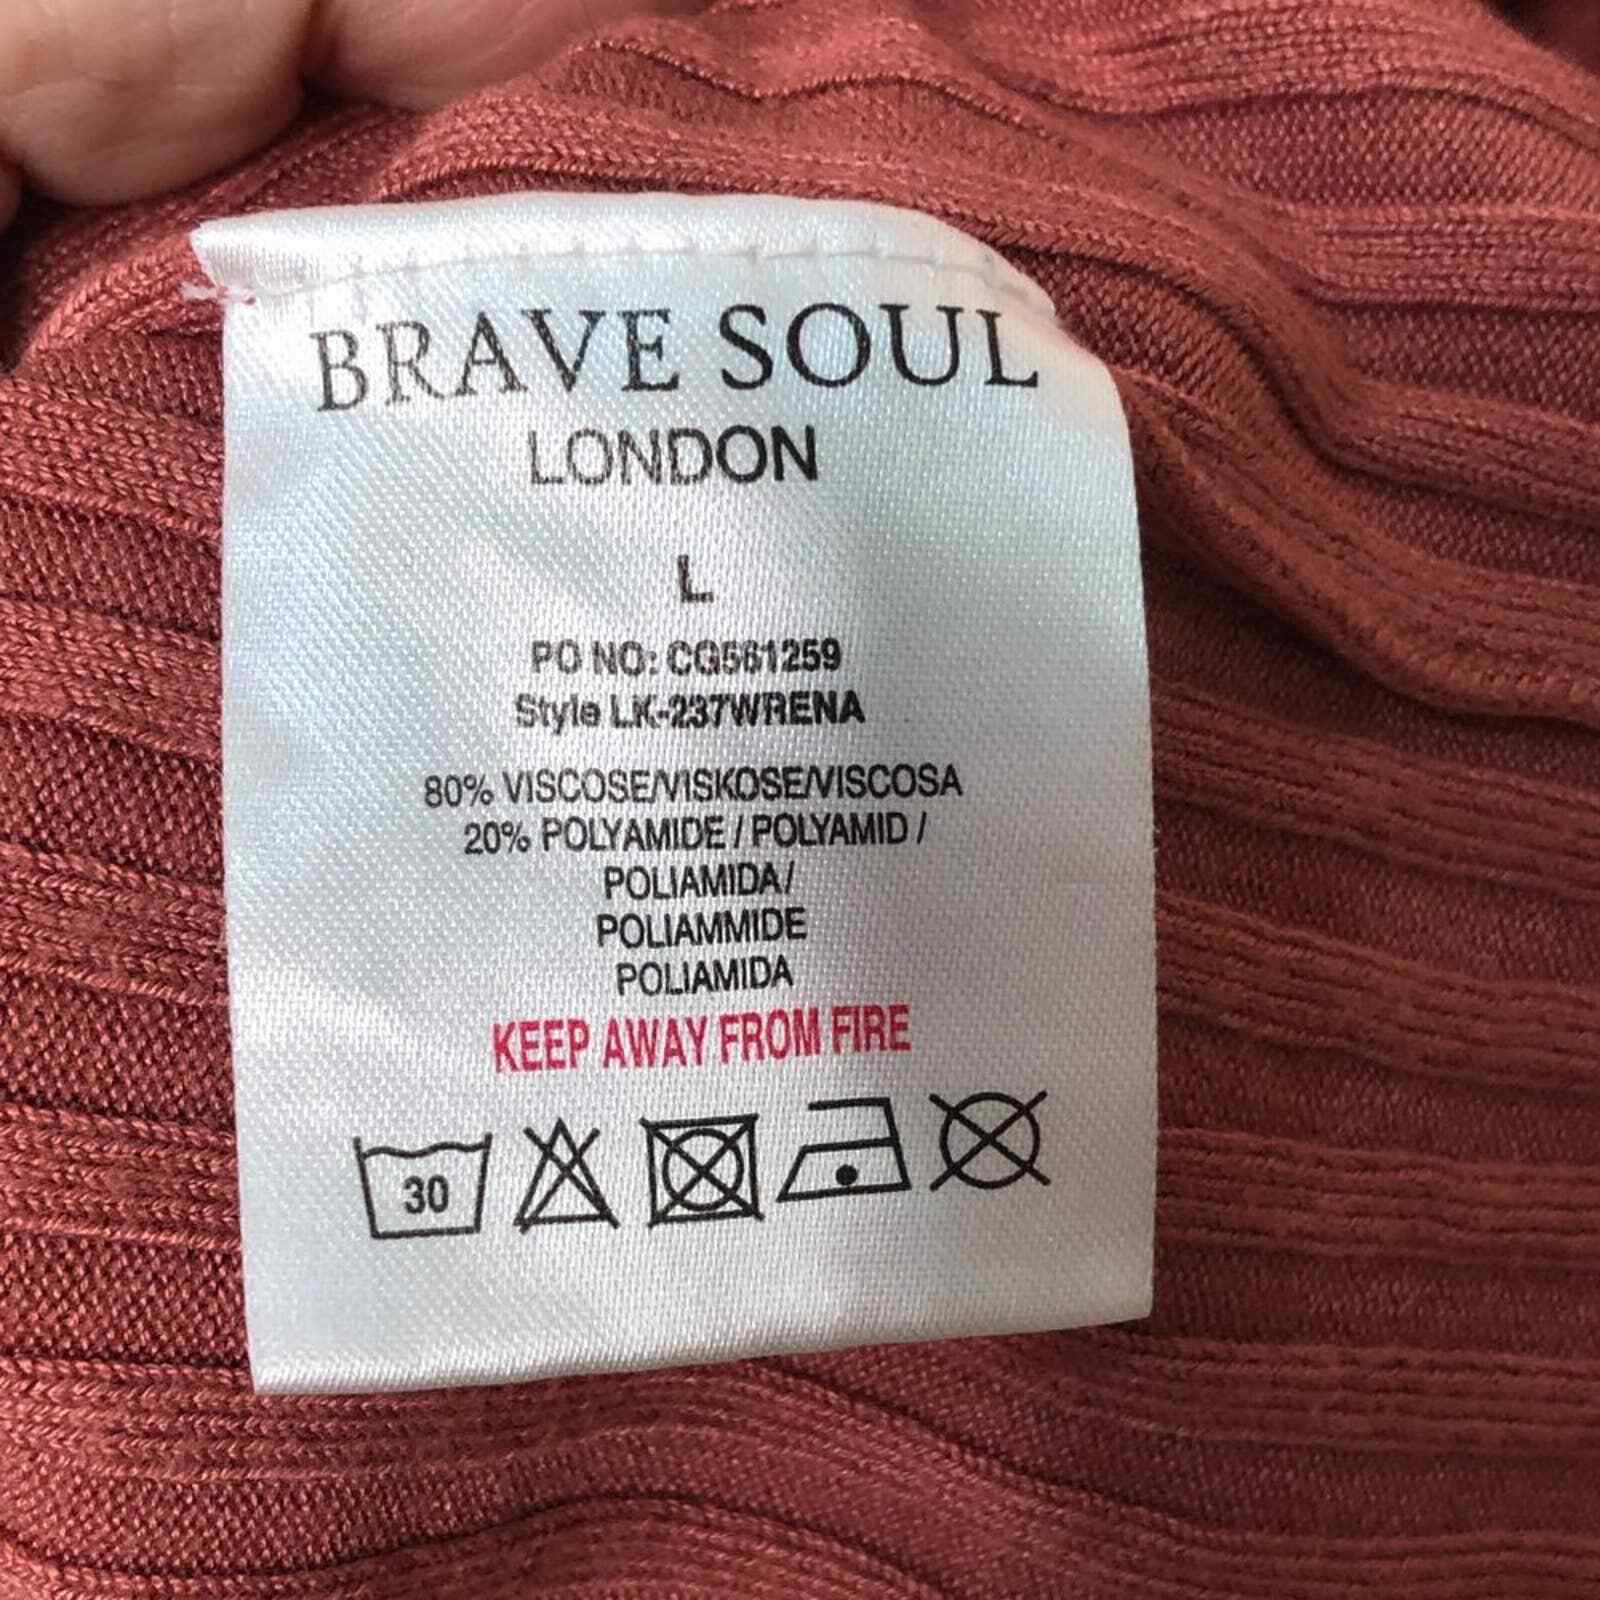 BRAVE SOUL
LONDON
L
PO NO: CG561259
Style LK-237WRENA
80% VISCOSE/VISKOSE/VISCOSA
20% POLYAMIDE / POLYAMID /
POLIAMIDA/
POLIAMMIDE
POLIAMIDA
KEEP AWAY FROM FIRE
30